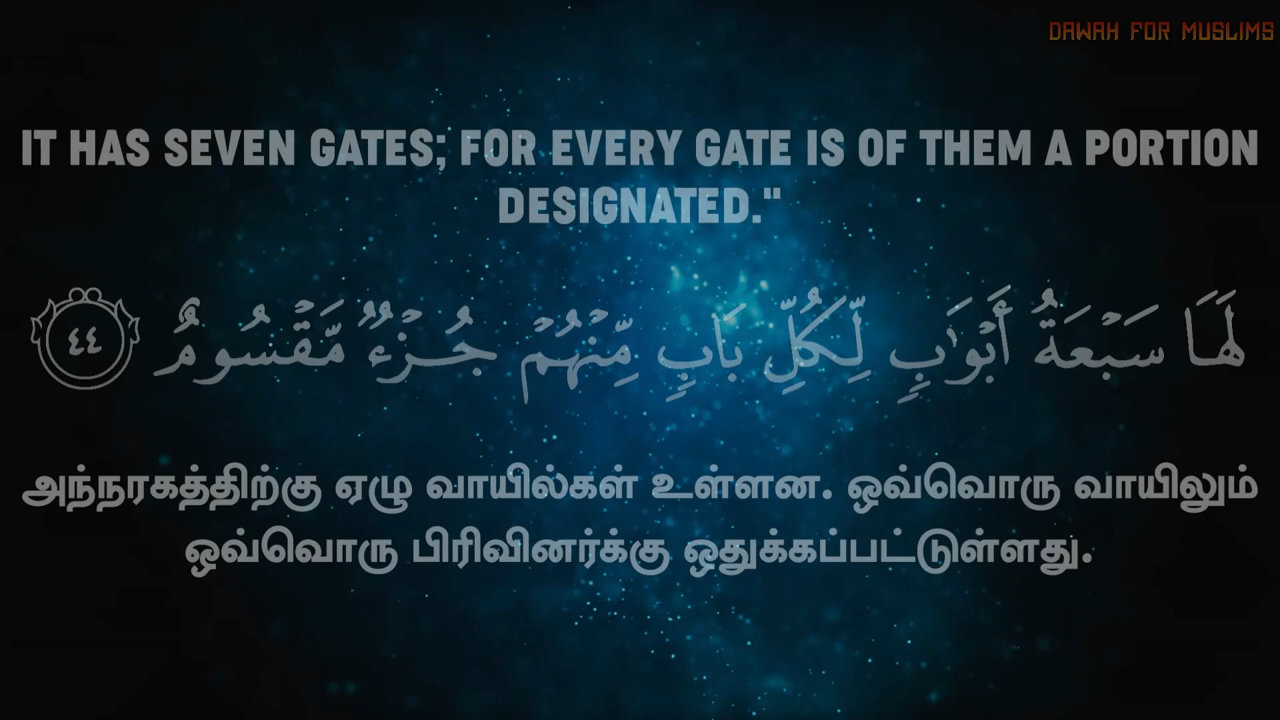 DAWAH FOR MUSLIMS
IT HAS SEVEN GATES; FOR EVERY GATE IS OF THEM A PORTION
DESIGNATED."
لَهَا سَبْعَةُ أَبْوَٰبٍ لِّكُلِّ بَابٍ مِّنْهُمْ جُزْءٌ مَّقْسُومٌ ٤٤
அந்நரகத்திற்கு ஏழு வாயில்கள் உள்ளன. ஒவ்வொரு வாயிலும்
ஒவ்வொரு பிரிவினர்க்கு ஒதுக்கப்பட்டுள்ளது.